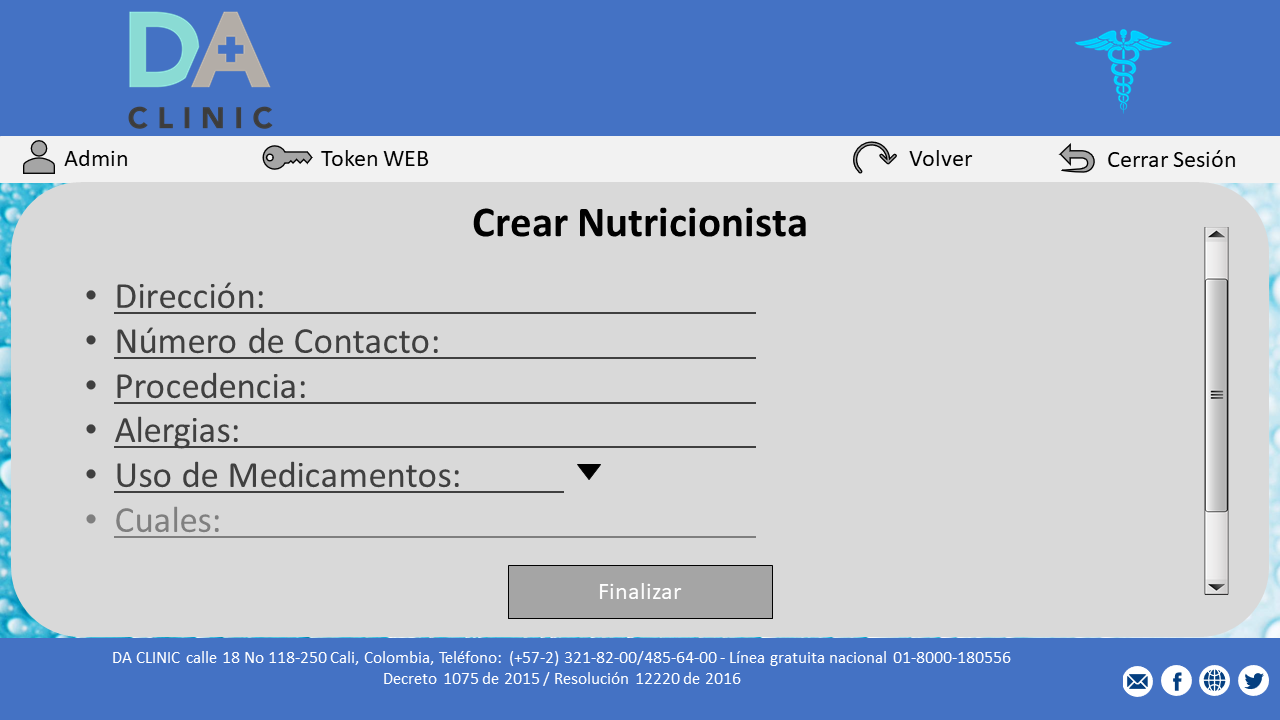 DA
CLINIC
Admin
Token WEB
Volver
Cerrar Sesión
Crear Nutricionista
• Dirección:
• Número de Contacto:
• Procedencia:
• Alergias:
• Uso de Medicamentos:
• Cuales:
Finalizar
DA CLINIC calle 18 No 118-250 Cali, Colombia, Teléfono: (+57-2) 321-82-00/485-64-00 - Línea gratuita nacional 01-8000-180556
Decreto 1075 de 2015 / Resolución 12220 de 2016